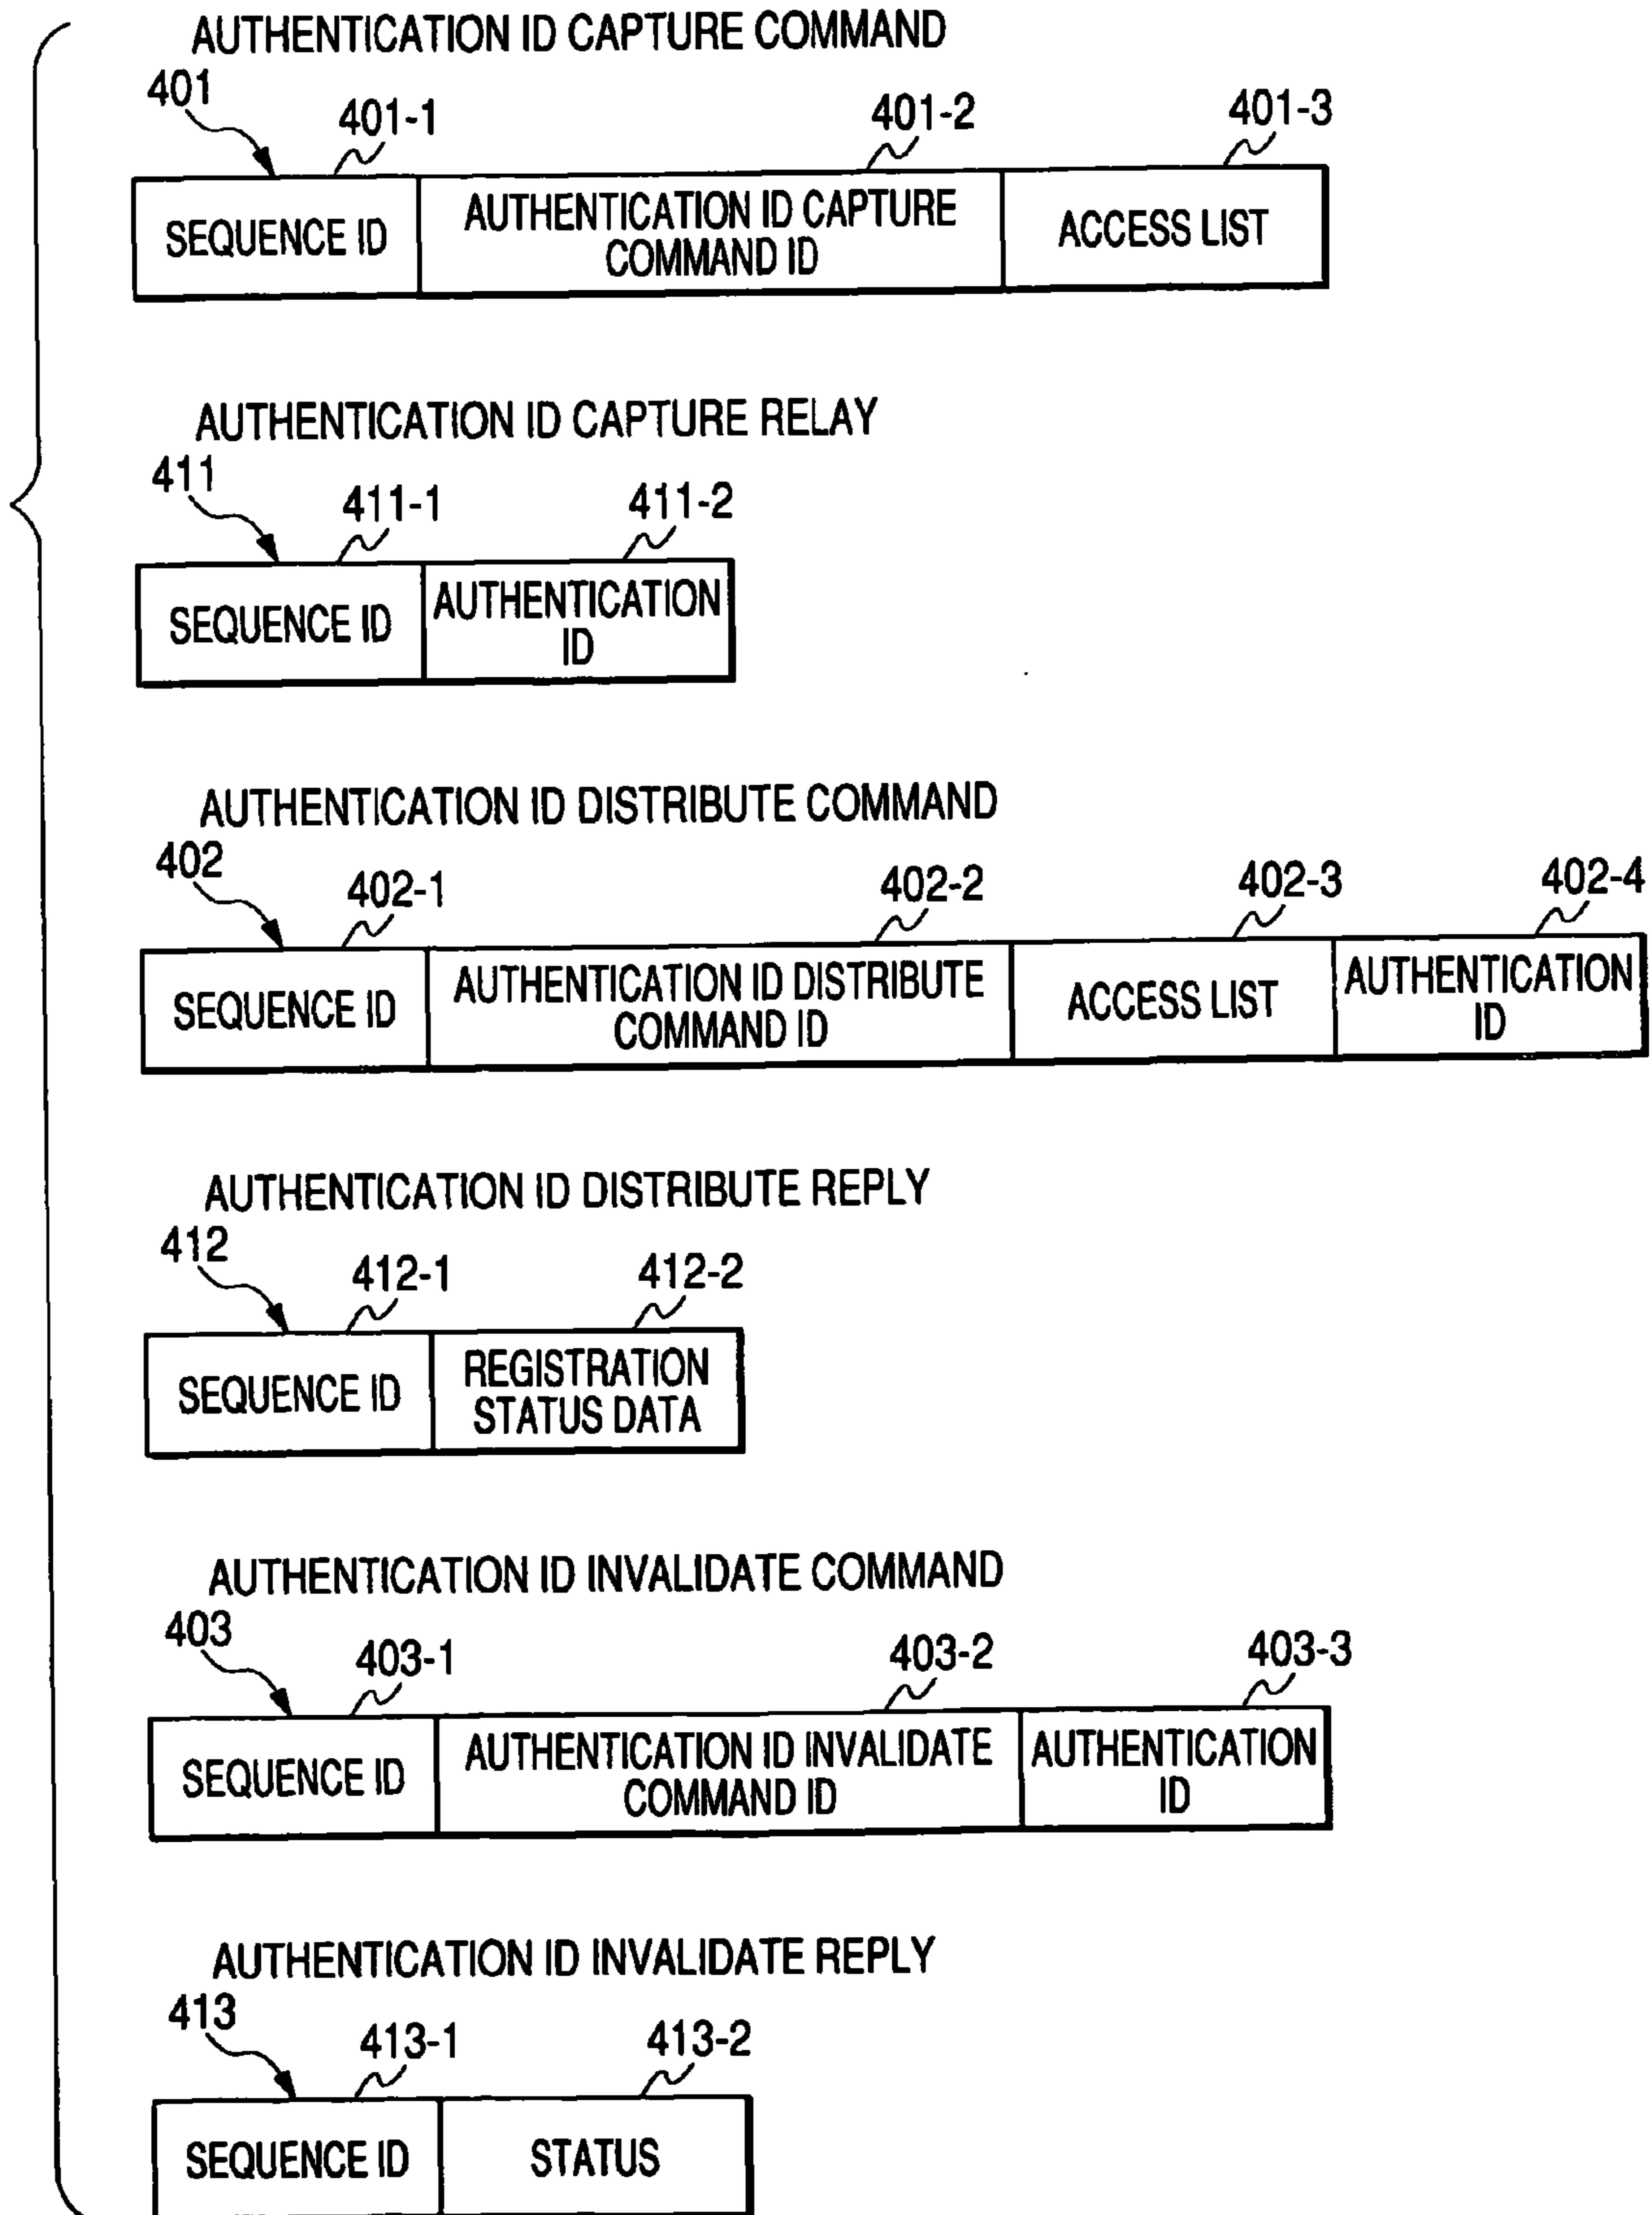 AUTHENTICATION ID CAPTURE COMMAND
401
401-1
401-2
401-3
SEQUENCE ID
AUTHENTICATION ID CAPTURE
COMMAND ID
ACCESS LIST
AUTHENTICATION ID CAPTURE RELAY
411
411-1
411-2
SEQUENCE ID
AUTHENTICATION
ID
AUTHENTICATION ID DISTRIBUTE COMMAND
402
402-1
402-2
402-3
402-4
SEQUENCE ID
AUTHENTICATION ID DISTRIBUTE
COMMAND ID
ACCESS LIST
AUTHENTICATION
ID
AUTHENTICATION ID DISTRIBUTE REPLY
412
412-1
412-2
SEQUENCE ID
REGISTRATION
STATUS DATA
AUTHENTICATION ID INVALIDATE COMMAND
403
403-1
403-2
403-3
SEQUENCE ID
AUTHENTICATION ID INVALIDATE
COMMAND ID
AUTHENTICATION
ID
AUTHENTICATION ID INVALIDATE REPLY
413
413-1
413-2
SEQUENCE ID
STATUS